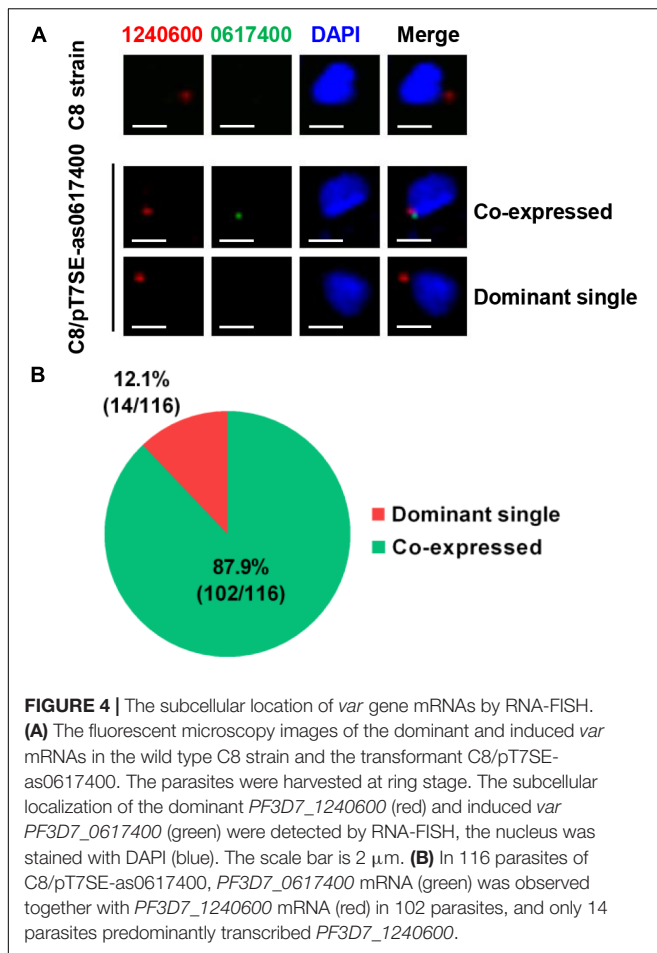 A
1240600 0617400 DAPI Merge
C8 strain
C8/pT7SE-as0617400
Co-expressed
Dominant single
B
12.1%
(14/116)
87.9%
(102/116)
Dominant single
Co-expressed
FIGURE 4 | The subcellular location of var gene mRNAs by RNA-FISH.
(A) The fluorescent microscopy images of the dominant and induced var
mRNAs in the wild type C8 strain and the transformant C8/pT7SE-
as0617400. The parasites were harvested at ring stage. The subcellular
localization of the dominant PF3D7_1240600 (red) and induced var
PF3D7_0617400 (green) were detected by RNA-FISH, the nucleus was
stained with DAPI (blue). The scale bar is 2 μm. (B) In 116 parasites of
C8/pT7SE-as0617400, PF3D7_0617400 mRNA (green) was observed
together with PF3D7_1240600 mRNA (red) in 102 parasites, and only 14
parasites predominantly transcribed PF3D7_1240600.